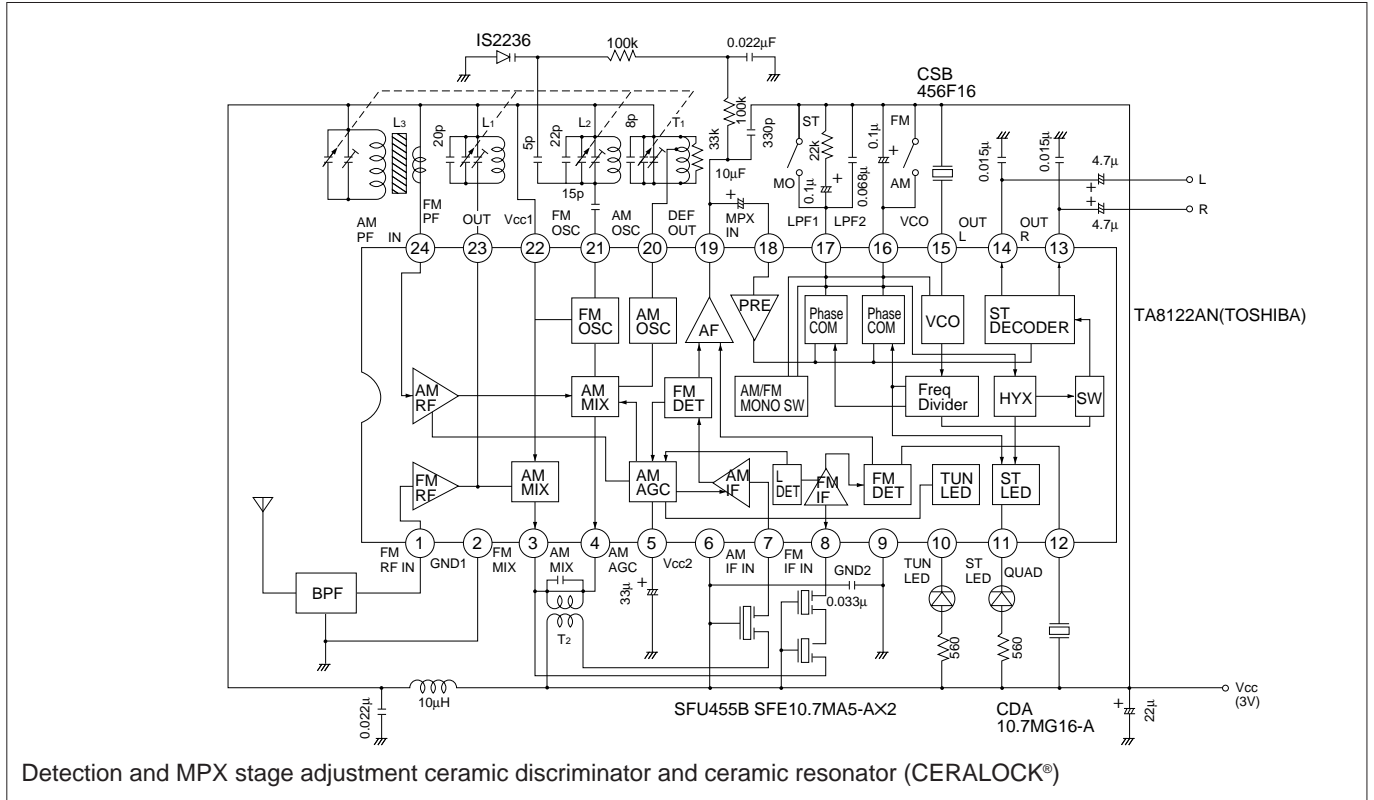 IS2236
100k
0.022μF
CSB
456F16
L3
20p
L1
5p
22p
L2
8p
T1
33k
100k
330p
10μF
15p
ST
22k
MO
0.1μ
0.068μ
0.1μ
FM
AM
0.015μ
0.015μ
4.7μ
L
R
4.7μ
AM
PF
FM
PF
IN
OUT
Vcc1
FM
OSC
AM
OSC
DEF
OUT
MPX
IN
LPF1
LPF2
VCO
OUT
L
OUT
R
24
23
22
21
20
19
18
17
16
15
14
13
TA8122AN(TOSHIBA)
FM
OSC
AM
OSC
AF
PRE
Phase
COM
Phase
COM
VCO
ST
DECODER
AM
RF
AM
MIX
FM
DET
AM/FM
MONO SW
Freq
Divider
HYX
SW
FM
RF
AM
MIX
AM
AGC
AM
IF
L
DET
FM
IF
FM
DET
TUN
LED
ST
LED
1
2
3
4
5
6
7
8
9
10
11
12
FM
RF IN
GND1
FM
MIX
AM
MIX
AM
AGC
Vcc2
AM
IF IN
FM
IF IN
GND2
TUN
LED
ST
LED
QUAD
BPF
T2
33μ
0.033μ
560
560
10μH
0.022μ
SFU455B SFE10.7MA5-A×2
CDA
10.7MG16-A
22μ
Vcc
(3V)
Detection and MPX stage adjustment ceramic discriminator and ceramic resonator (CERALOCK®)